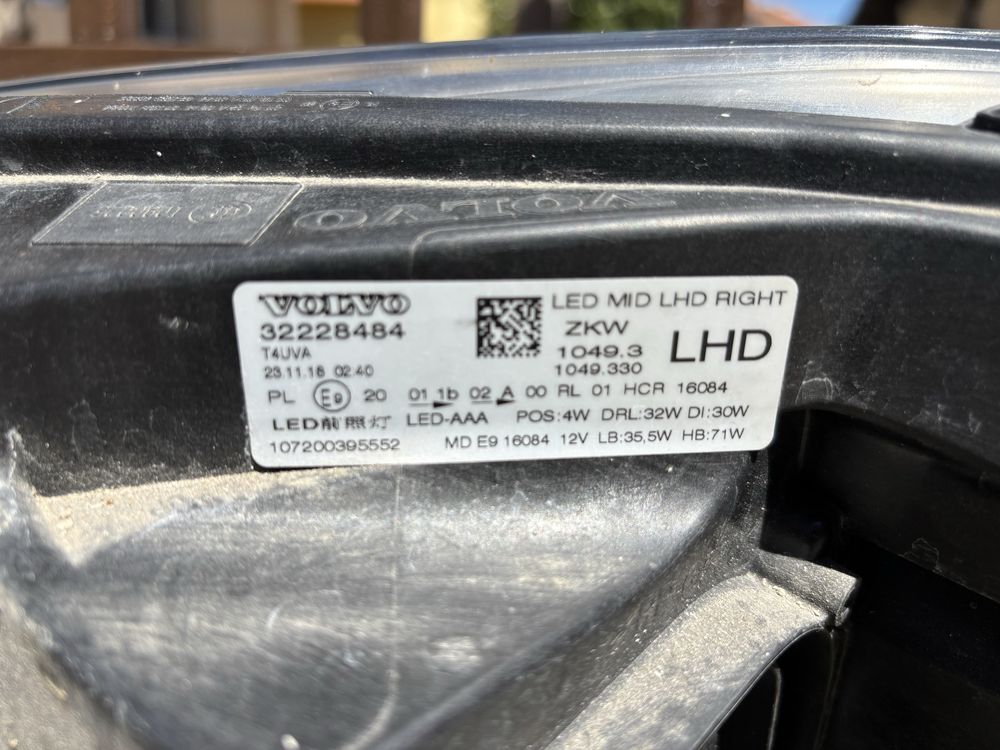 VOLVO
VOLVO
32228484
T4UVA
23.11.18 02:40
LED MID LHD RIGHT
ZKW
1049.3
1049.330
LHD
PL E9 20 01 1b 02 A 00 RL 01 HCR 16084
LED前照灯 LED-AAA POS:4W DRL:32W DI:30W
107200395552 MD E9 16084 12V LB:35,5W HB:71W